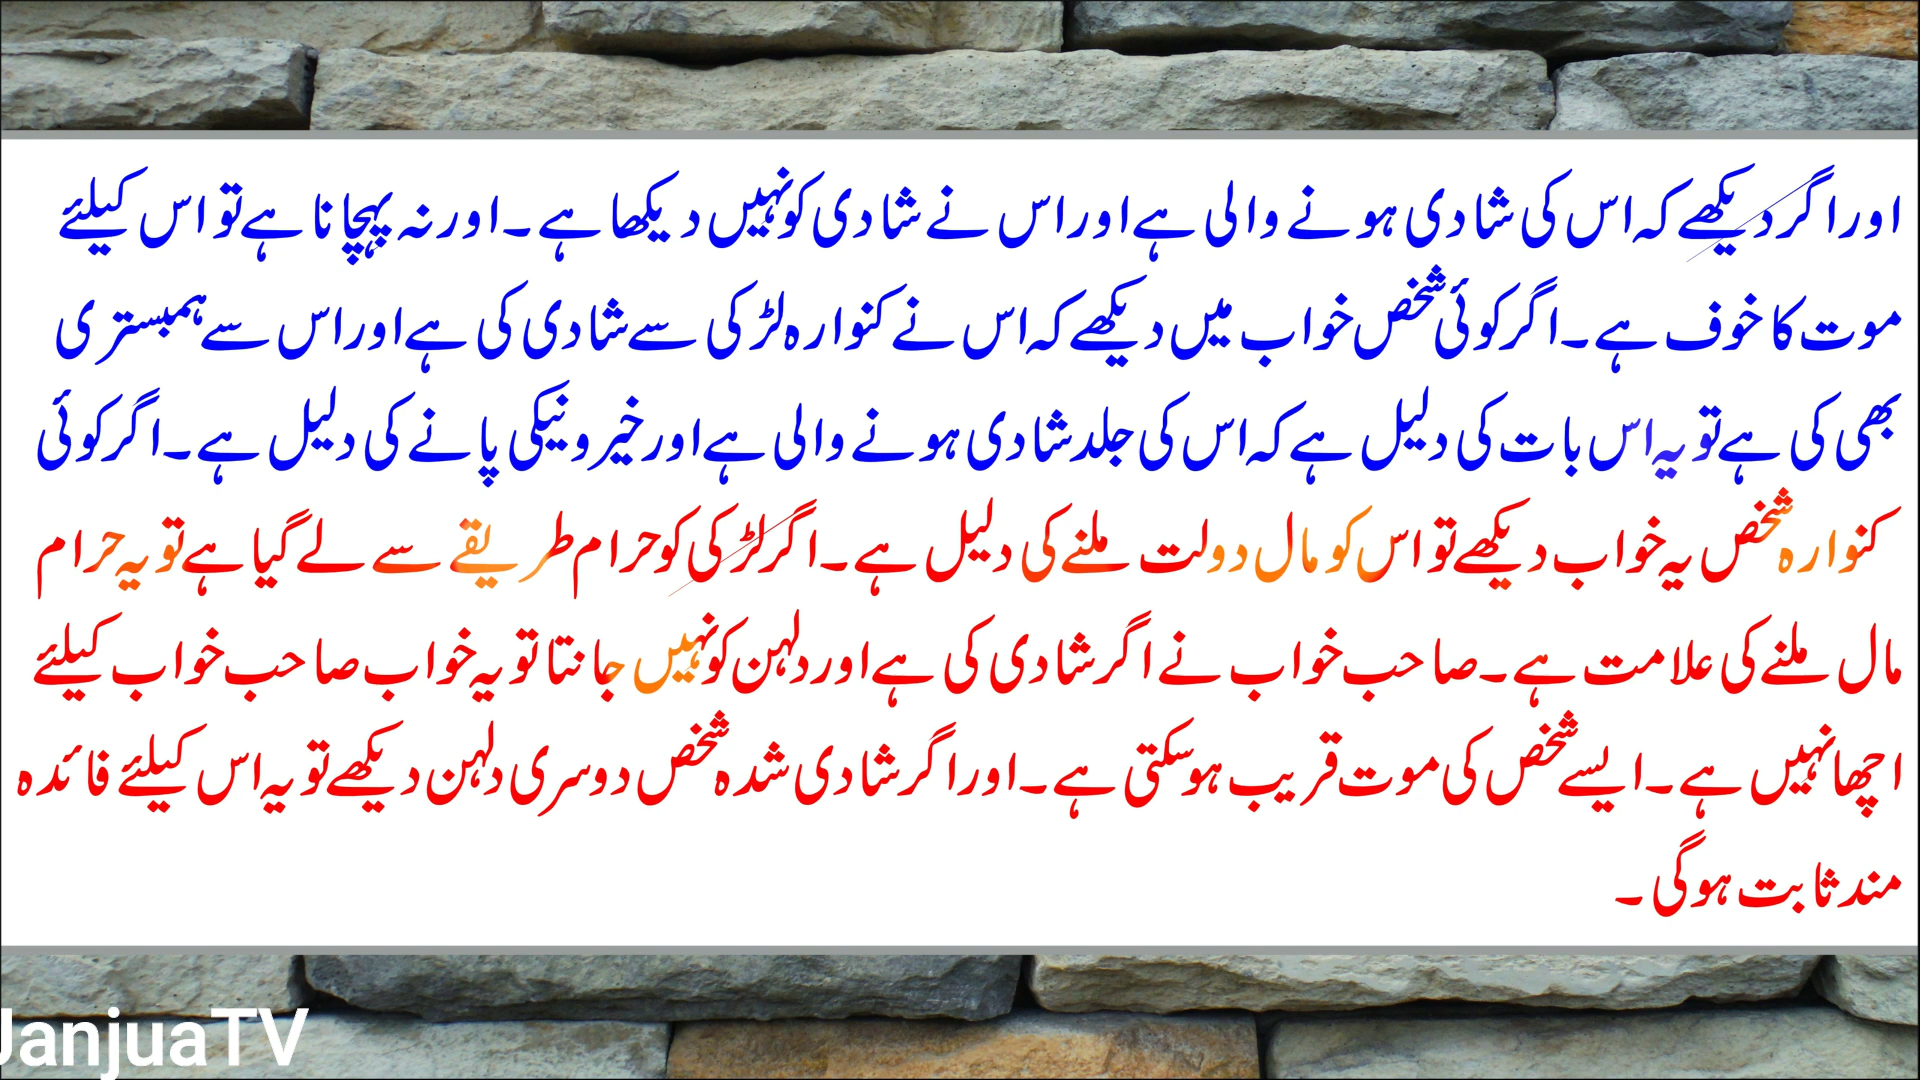 اور اگر دیکھے کہ اس کی شادی ہونے والی ہے اور اس نے شادی کو نہیں دیکھا ہے ۔ اور نہ پہچانا ہے تو اس کیلئے
موت کا خوف ہے ۔ اگر کوئی شخص خواب میں دیکھے کہ اس نے کنوارہ لڑکی سے شادی کی ہے اور اس سے ہمبستری
بھی کی ہے تو یہ اس بات کی دلیل ہے کہ اس کی جلد شادی ہونے والی ہے اور خیر و نیکی پانے کی دلیل ہے ۔ اگر کوئی
کنوارہ شخص یہ خواب دیکھے تو اس کو مال دولت ملنے کی دلیل ہے ۔ اگر لڑکی کو حرام طریقے سے لے گیا ہے تو یہ حرام
مال ملنے کی علامت ہے ۔ صاحب خواب نے اگر شادی کی ہے اور دلہن کو نہیں جانتا تو یہ خواب صاحب خواب کیلئے
اچھا نہیں ہے ۔ ایسے شخص کی موت قریب ہوسکتی ہے ۔ اور اگر شادی شدہ شخص دوسری دلہن دیکھے تو یہ اس کیلئے فائدہ
مند ثابت ہوگی ۔
JanjuaTV